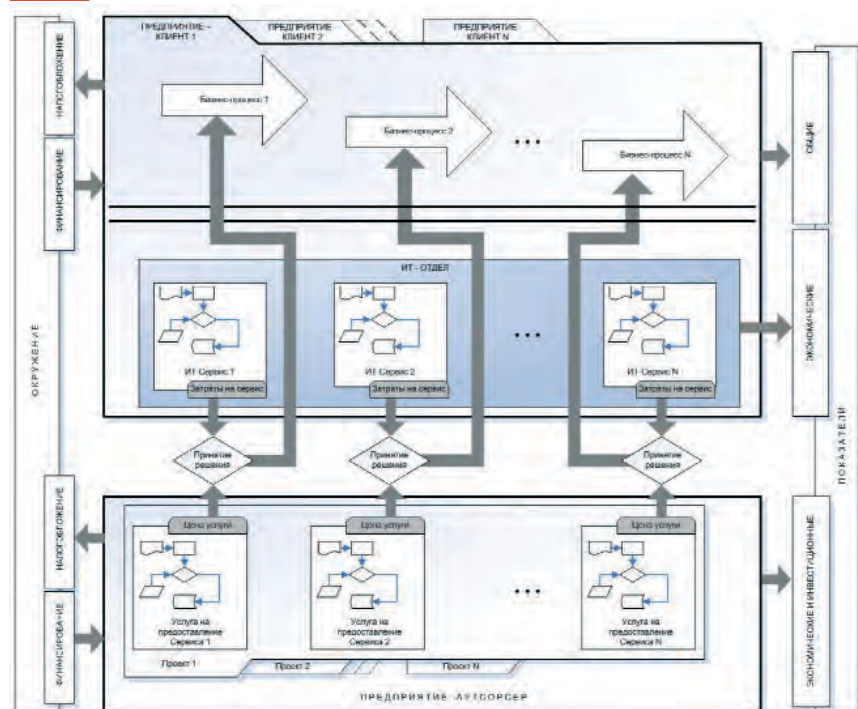 ПРЕДПРИЯТИЕ –
КЛИЕНТ 1
ПРЕДПРИЯТИЕ
КЛИЕНТ 2
ПРЕДПРИЯТИЕ
КЛИЕНТ N
НАЛОГОБЛОЖЕНИЕ
ФИНАНСИРОВАНИЕ
Бизнес-процесс 1
Бизнес-процесс 2
...
Бизнес-процесс N
ОБЩИЕ
ОКРУЖЕНИЕ
ИТ - ОТДЕЛ
ИТ-Сервис 1
Затраты на сервис
ИТ-Сервис 2
Затраты на сервис
...
ИТ-Сервис N
Затраты на сервис
ЭКОНОМИЧЕСКИЕ
ПОКАЗАТЕЛИ
Принятие
решения
Принятие
решения
Принятие
решения
НАЛОГОБЛОЖЕНИЕ
ФИНАНСИРОВАНИЕ
Цена услуги
Услуга на
предоставление
Сервиса 1
Цена услуги
Услуга на
предоставление
Сервиса 2
...
Цена услуги
Услуга на
предоставление
Сервиса N
ЭКОНОМИЧЕСКИЕ И ИНВЕСТИЦИОННЫЕ
Проект 1
Проект 2
Проект N
ПРЕДПРИЯТИЕ-АУТСОРСЕР